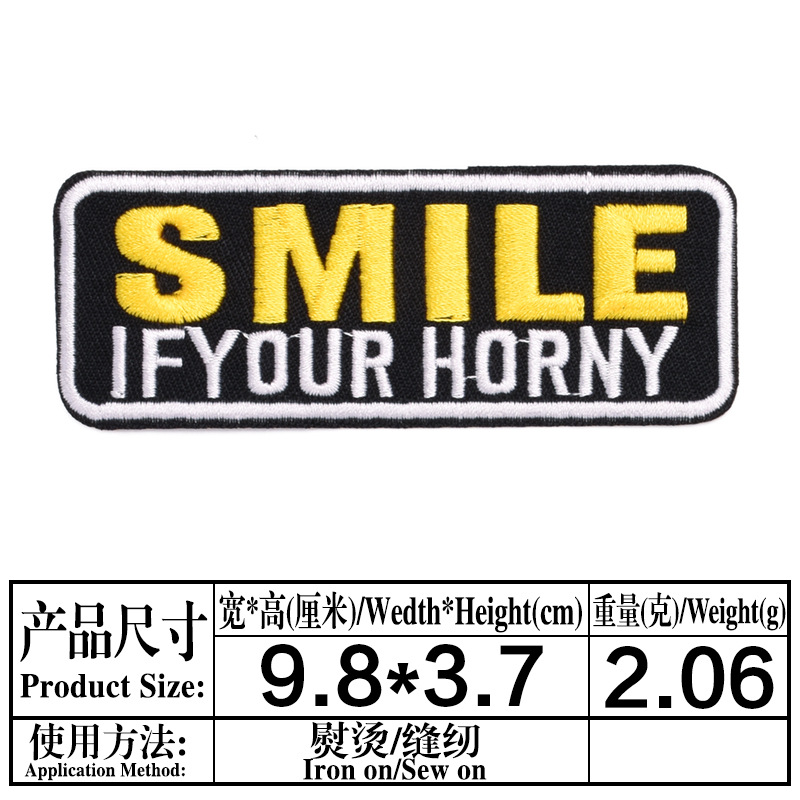 SMILE
IFYOUR HORNY
产品尺寸
Product Size:
宽*高(厘米)/Wedth*Height(cm)
重量(克)/Weight(g)
9.8*3.7
2.06
使用方法:
Application Method:
熨烫/缝纫
Iron on/Sew on